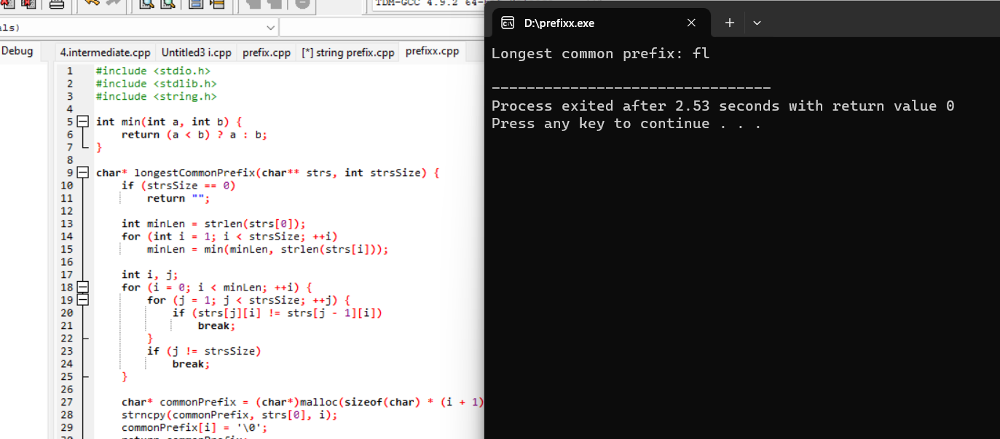 TDM-GCC 4.9.2 64-
als)
Debug
4.intermediate.cpp Untitled3 i.cpp prefix.cpp [*] string prefix.cpp prefixx.cpp
1 #include <stdio.h>
2 #include <stdlib.h>
3 #include <string.h>
4
5 int min(int a, int b) {
6 return (a < b) ? a : b;
7 }
8
9 char* longestCommonPrefix(char** strs, int strsSize) {
10 if (strsSize == 0)
11 return "";
12
13 int minLen = strlen(strs[0]);
14 for (int i = 1; i < strsSize; ++i)
15 minLen = min(minLen, strlen(strs[i]));
16
17 int i, j;
18 for (i = 0; i < minLen; ++i) {
19 for (j = 1; j < strsSize; ++j) {
20 if (strs[j][i] != strs[j - 1][i])
21 break;
22 }
23 if (j != strsSize)
24 break;
25 }
26
27 char* commonPrefix = (char*)malloc(sizeof(char) * (i + 1)
28 strncpy(commonPrefix, strs[0], i);
29 commonPrefix[i] = '\0';
30 return commonPrefix;
D:\prefixx.exe
Longest common prefix: fl
--------------------------------
Process exited after 2.53 seconds with return value 0
Press any key to continue . . .